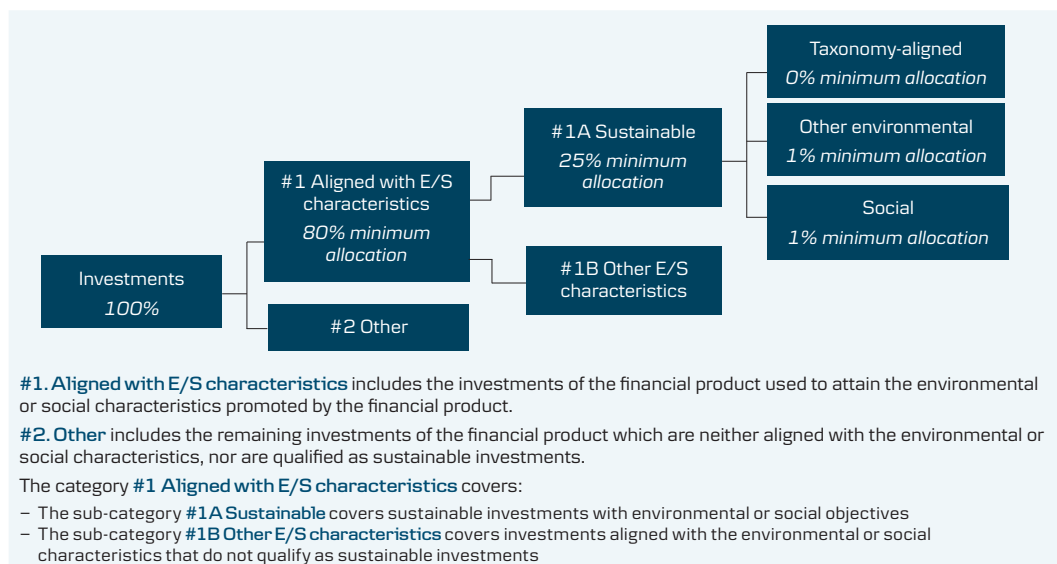 Investments
100%
#1 Aligned with E/S
characteristics
80% minimum
allocation
#2 Other
#1A Sustainable
25% minimum
allocation
#1B Other E/S
characteristics
Taxonomy-aligned
0% minimum allocation
Other environmental
1% minimum allocation
Social
1% minimum allocation
#1. Aligned with E/S characteristics includes the investments of the financial product used to attain the environmental
or social characteristics promoted by the financial product.
#2. Other includes the remaining investments of the financial product which are neither aligned with the environmental or
social characteristics, nor are qualified as sustainable investments.
The category #1 Aligned with E/S characteristics covers:
– The sub-category #1A Sustainable covers sustainable investments with environmental or social objectives
– The sub-category #1B Other E/S characteristics covers investments aligned with the environmental or social
characteristics that do not qualify as sustainable investments